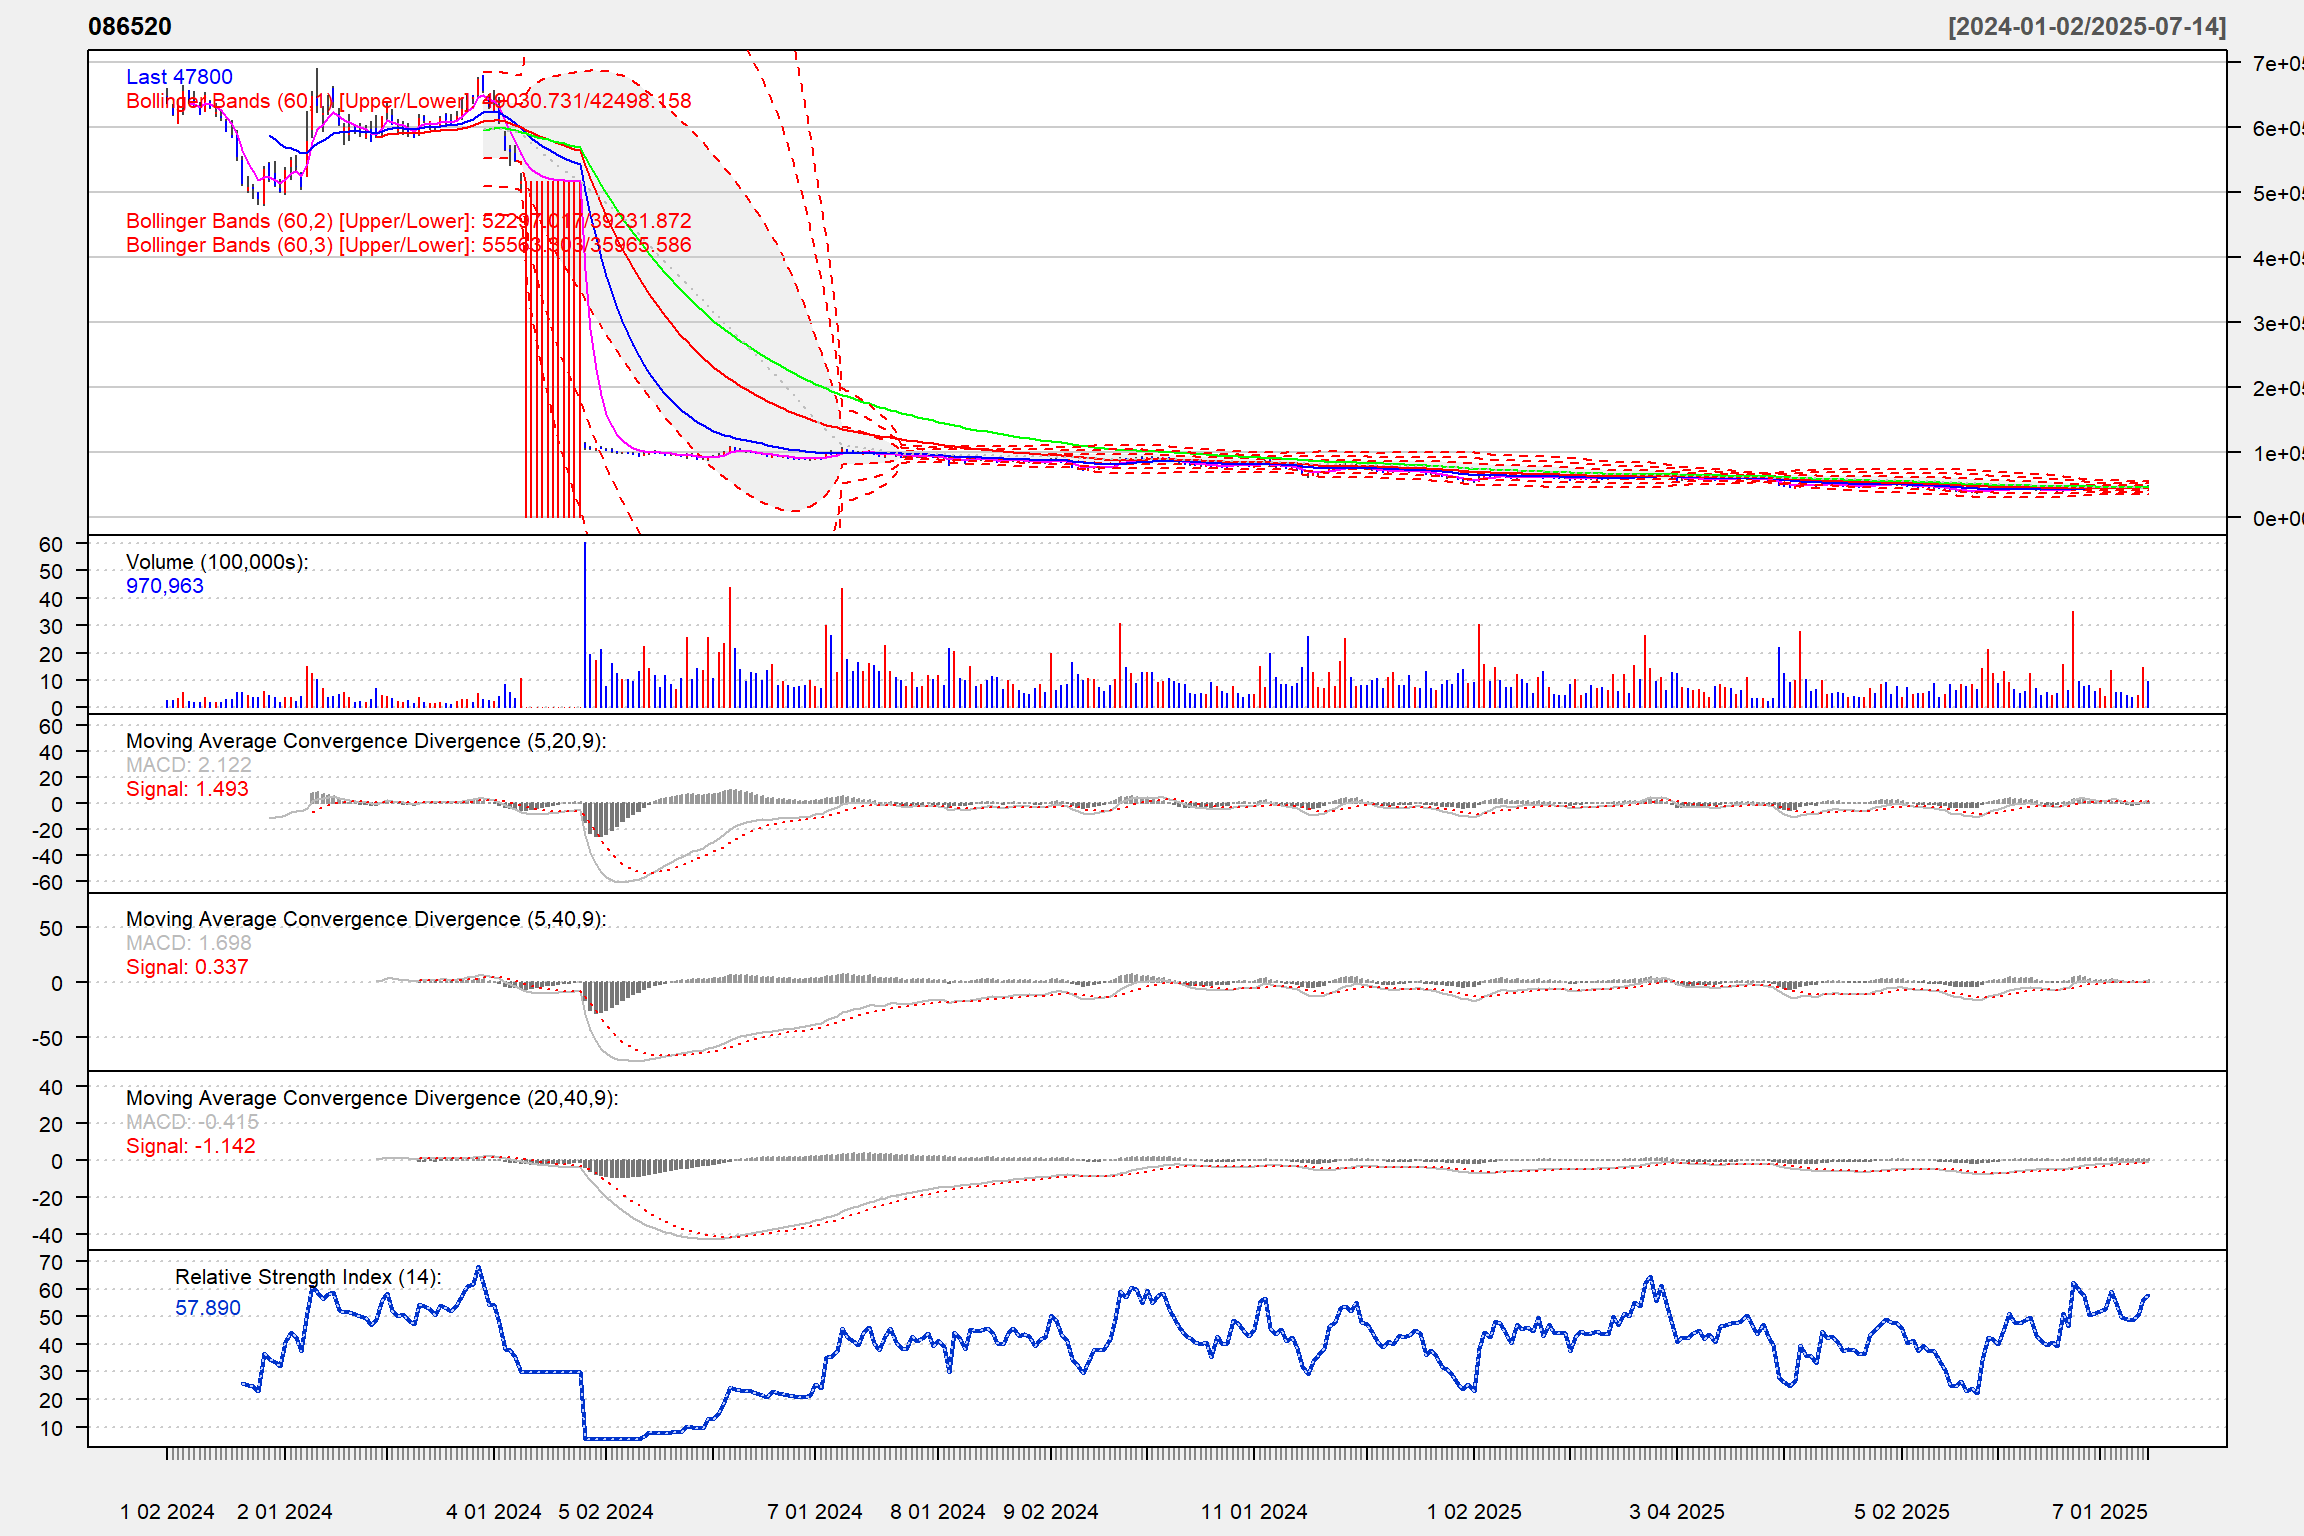 086520
[2024-01-02/2025-07-14]
Last 47800
Bollinger Bands (60,1) [Upper/Lower]: 49030.731/42498.158
Bollinger Bands (60,2) [Upper/Lower]: 52297.017/39231.872
Bollinger Bands (60,3) [Upper/Lower]: 55563.303/35965.586
7e+05
6e+05
5e+05
4e+05
3e+05
2e+05
1e+05
0e+00
Volume (100,000s):
970,963
60
50
40
30
20
10
0
Moving Average Convergence Divergence (5,20,9):
MACD: 2.122
Signal: 1.493
60
40
20
0
-20
-40
-60
Moving Average Convergence Divergence (5,40,9):
MACD: 1.698
Signal: 0.337
50
0
-50
Moving Average Convergence Divergence (20,40,9):
MACD: -0.415
Signal: -1.142
40
20
0
-20
-40
Relative Strength Index (14):
57.890
70
60
50
40
30
20
10
1 02 2024 2 01 2024 4 01 2024 5 02 2024 7 01 2024 8 01 2024 9 02 2024 11 01 2024 1 02 2025 3 04 2025 5 02 2025 7 01 2025